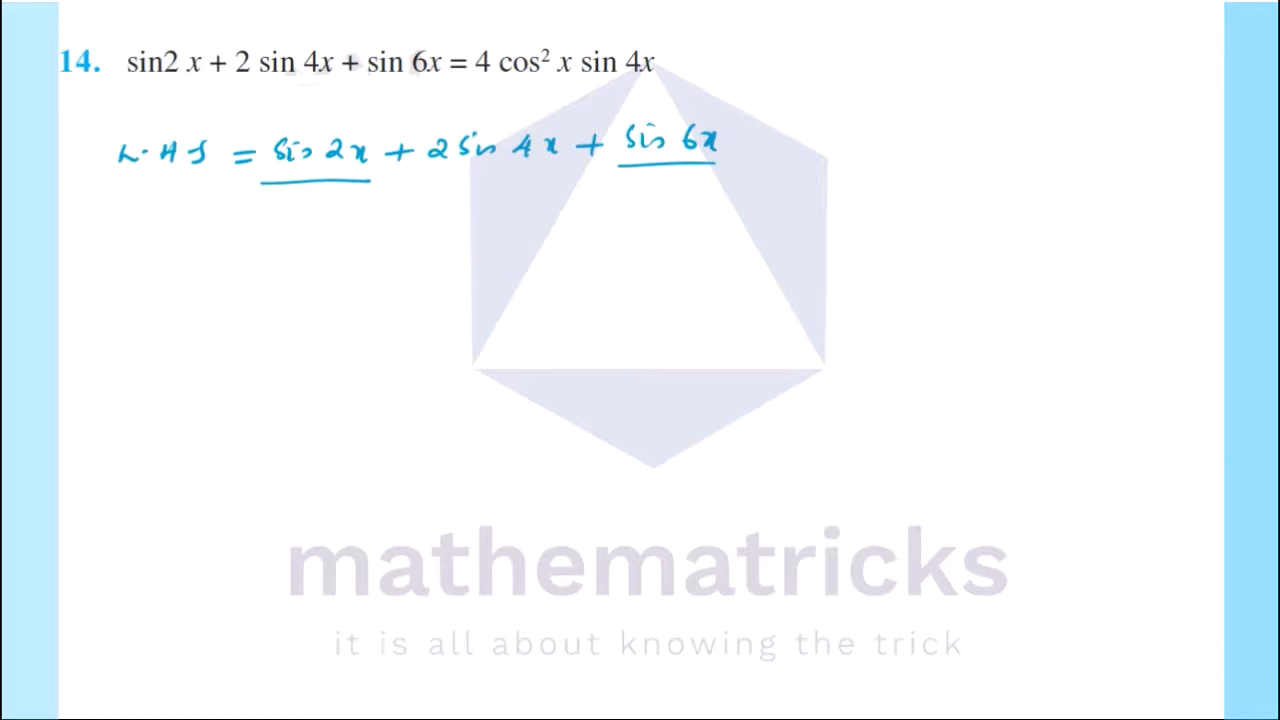 14. sin2 x + 2 sin 4x + sin 6x = 4 cos² x sin 4x
L.H.S = sin 2x + 2 sin 4x + sin 6x
mathematricks
it is all about knowing the trick